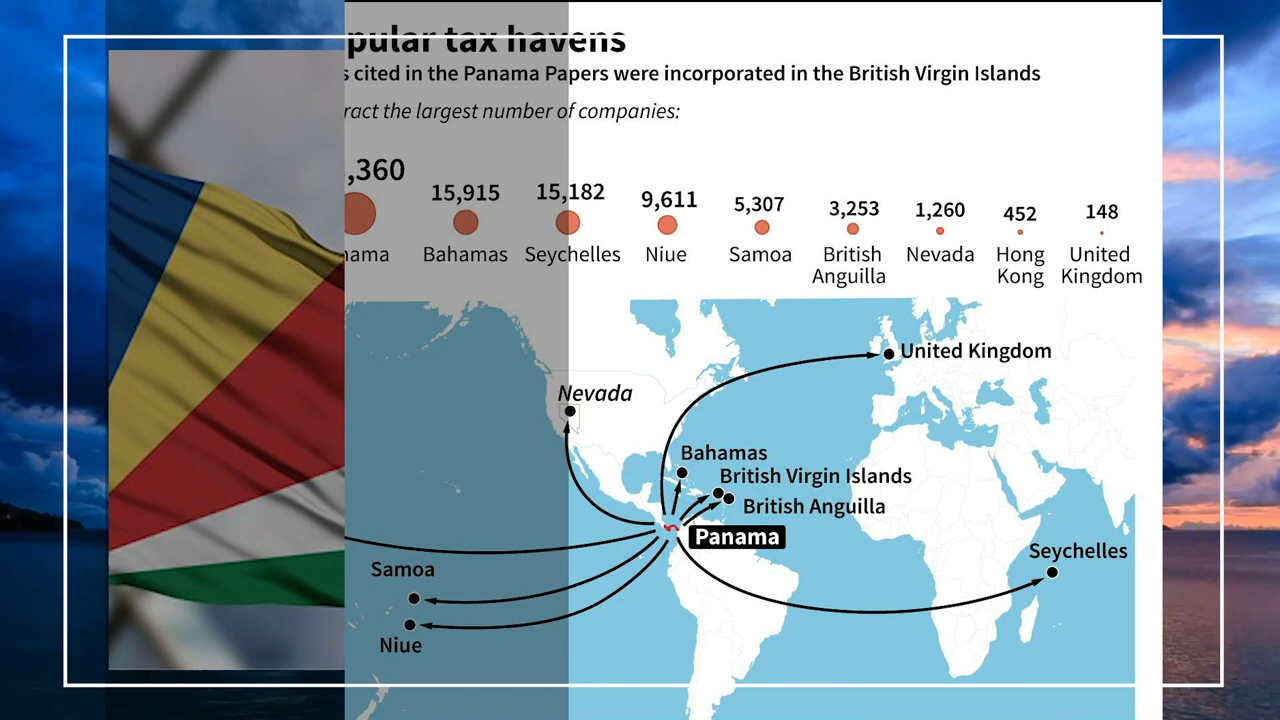 pular tax havens
s cited in the Panama Papers were incorporated in the British Virgin Islands
ract the largest number of companies:
,360
15,915
15,182
9,611
5,307
3,253
1,260
452
148
nama
Bahamas
Seychelles
Niue
Samoa
British
Anguilla
Nevada
Hong
Kong
United
Kingdom
United Kingdom
Nevada
Bahamas
British Virgin Islands
British Anguilla
Panama
Seychelles
Samoa
Niue